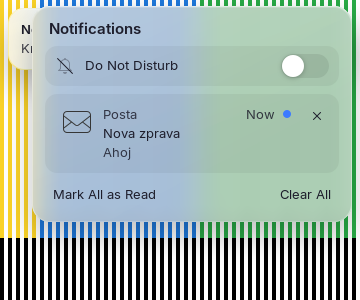 Notifications
Do Not Disturb
Posta
Now
Nova zprava
Ahoj
Mark All as Read
Clear All